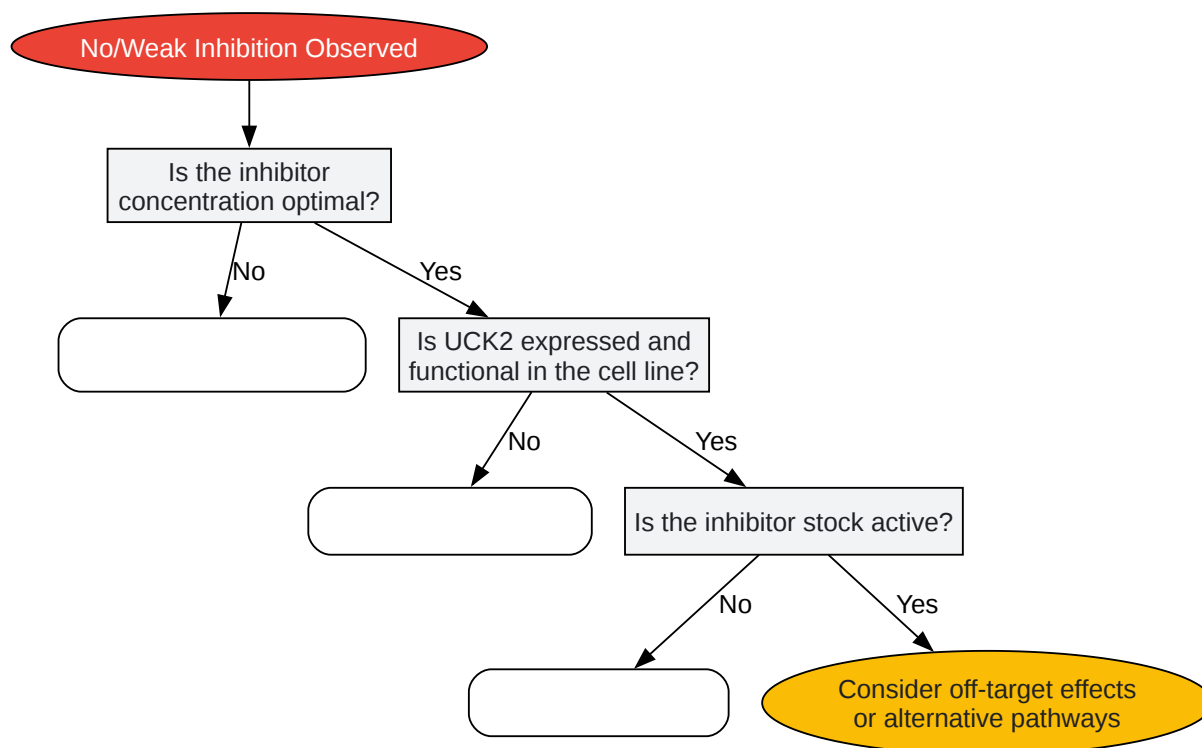 No/Weak Inhibition Observed
Is the inhibitor
concentration optimal?
No
Yes
Is UCK2 expressed and
functional in the cell line?
No
Yes
Is the inhibitor stock active?
No
Yes
Consider off-target effects
or alternative pathways